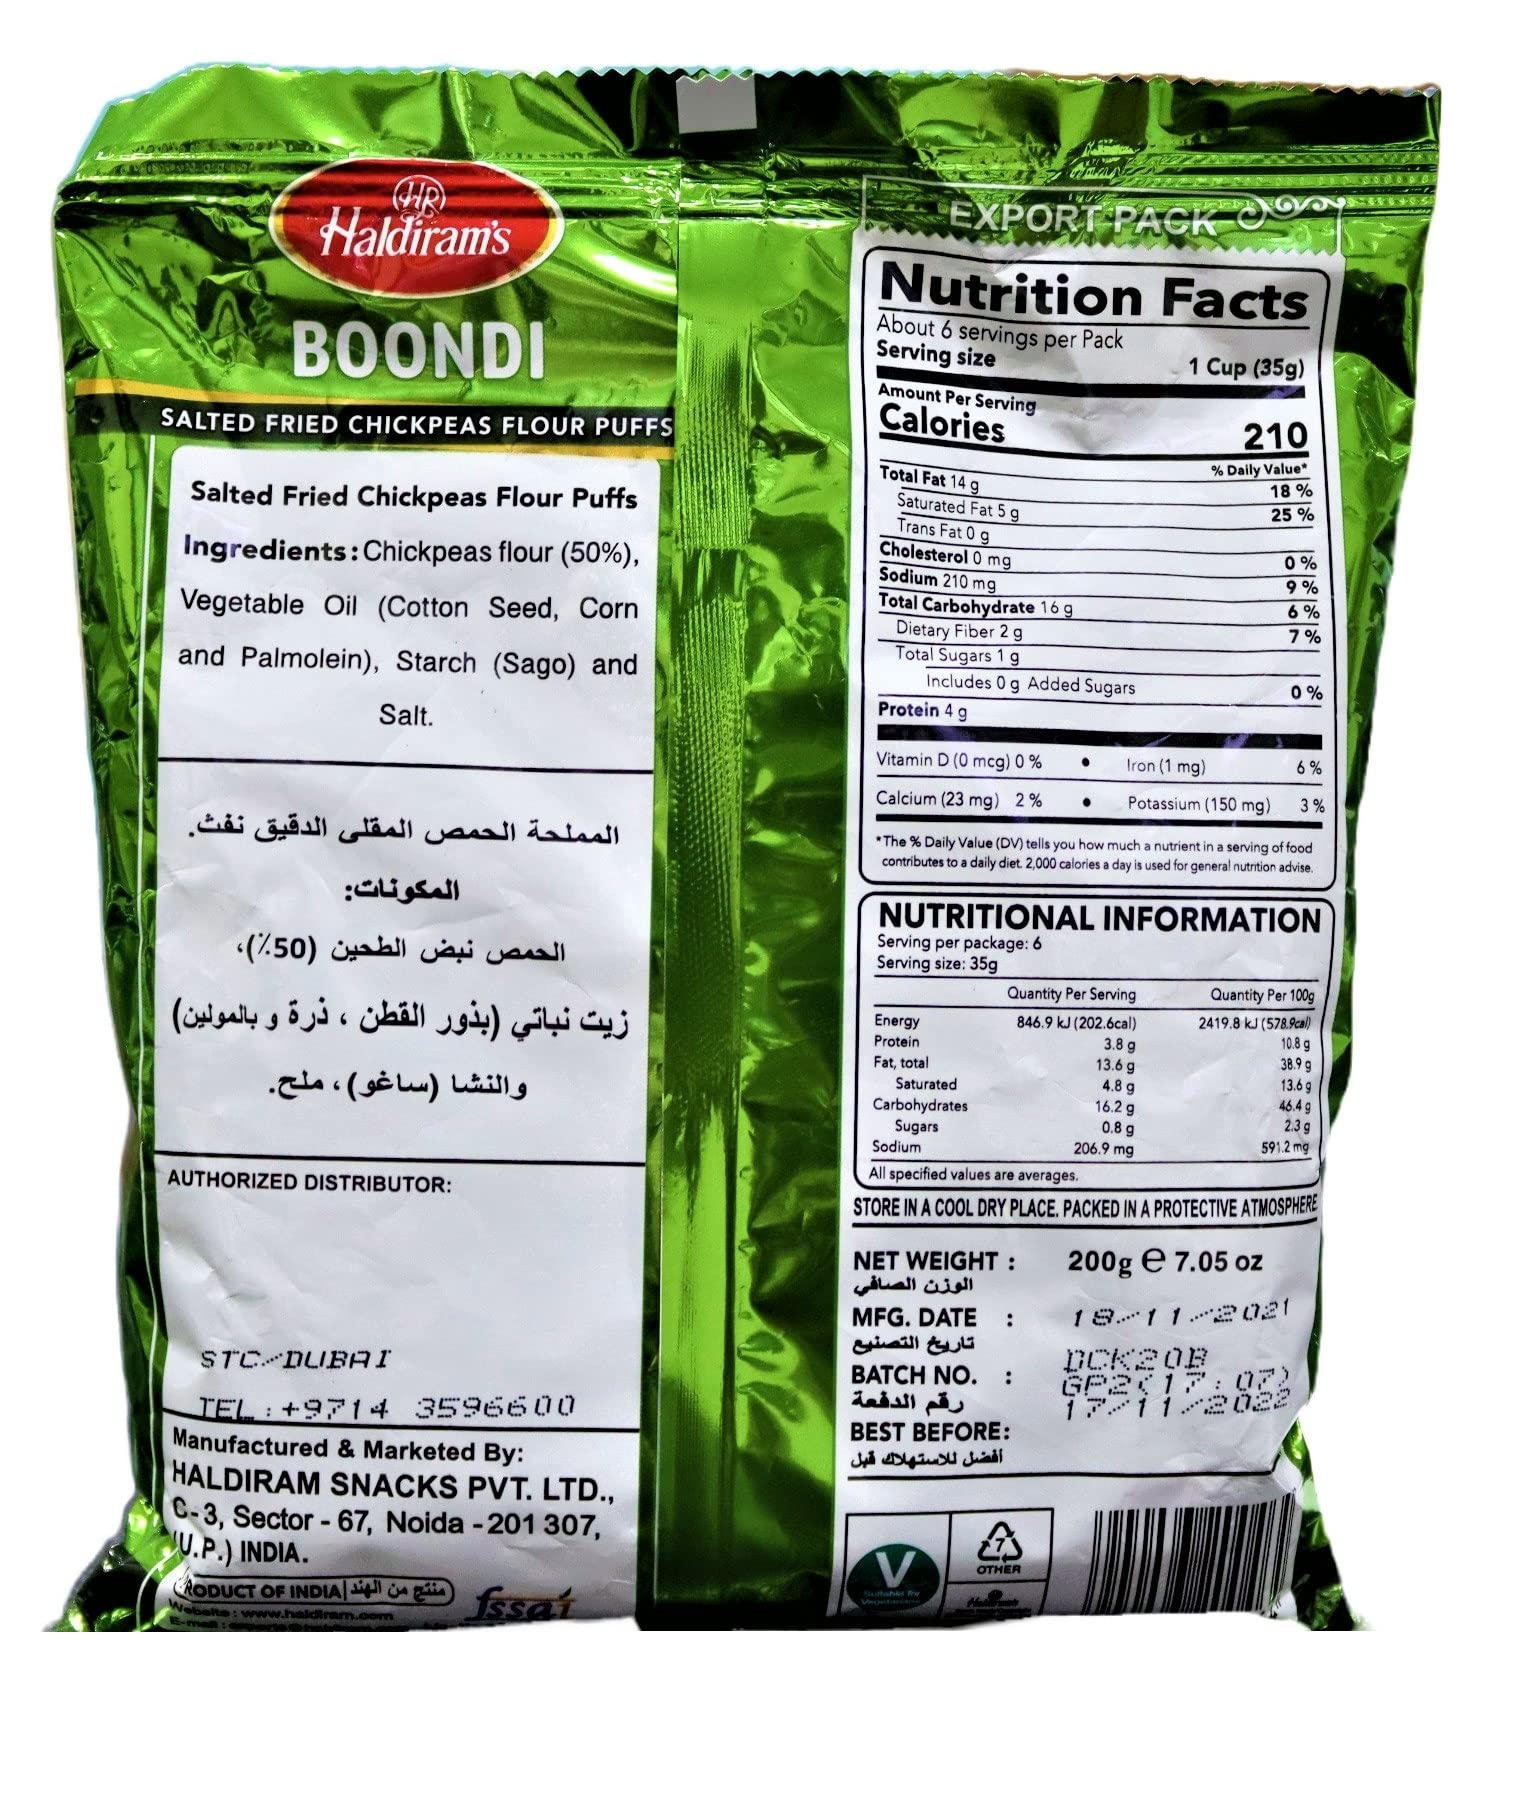 HR
Haldiram's
BOONDI
SALTED FRIED CHICKPEAS FLOUR PUFFS
Salted Fried Chickpeas Flour Puffs
Ingredients: Chickpeas flour (50%),
Vegetable Oil (Cotton Seed, Corn
and Palmolein), Starch (Sago) and
Salt.
المملحة الحمص المقلى الدقيق نفث.
المكونات:
الحمص نبض الطحين (50٪)،
زيت نباتي (بذور القطن ، ذرة و بالمولين)
والنشا (ساغو) ، ملح.
AUTHORIZED DISTRIBUTOR:
STC-DUBAI
TEL:+9714 3596600
Manufactured & Marketed By:
HALDIRAM SNACKS PVT. LTD.,
C-3, Sector - 67, Noida - 201 307,
(U.P.) INDIA.
PRODUCT OF INDIA| منتج من الهند
Website : www.haldiram.com
E-mail :
fssai
EXPORT PACK
Nutrition Facts
About 6 servings per Pack
Serving size 1 Cup (35g)
Amount Per Serving
Calories 210
% Daily Value*
Total Fat 14 g 18 %
Saturated Fat 5 g 25 %
Trans Fat 0 g
Cholesterol 0 mg 0 %
Sodium 210 mg 9 %
Total Carbohydrate 16 g 6 %
Dietary Fiber 2 g 7 %
Total Sugars 1 g
Includes 0 g Added Sugars 0 %
Protein 4 g
Vitamin D (0 mcg) 0 % • Iron (1 mg) 6 %
Calcium (23 mg) 2 % • Potassium (150 mg) 3 %
*The % Daily Value (DV) tells you how much a nutrient in a serving of food
contributes to a daily diet. 2,000 calories a day is used for general nutrition advise.
NUTRITIONAL INFORMATION
Serving per package: 6
Serving size: 35g
Quantity Per Serving Quantity Per 100g
Energy 846.9 kJ (202.6cal) 2419.8 kJ (578.9cal)
Protein 3.8 g 10.8 g
Fat, total 13.6 g 38.9 g
Saturated 4.8 g 13.6 g
Carbohydrates 16.2 g 46.4 g
Sugars 0.8 g 2.3 g
Sodium 206.9 mg 591.2 mg
All specified values are averages.
STORE IN A COOL DRY PLACE. PACKED IN A PROTECTIVE ATMOSPHERE
NET WEIGHT : 200g e 7.05 oz
الوزن الصافي
MFG. DATE : 18-11-2021
تاريخ التصنيع
DCK20B
BATCH NO. : GP2(17:07)
رقم الدفعة 17/11/2022
BEST BEFORE:
أفضل للاستهلاك قبل
V
Suitable for
Vegetarians
7
OTHER
Haldiram's